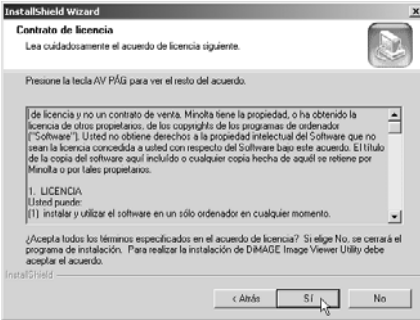 InstallShield Wizard
Contrato de licencia
Lea cuidadosamente el acuerdo de licencia siguiente.
Presione la tecla AV PÁG para ver el resto del acuerdo.
de licencia y no un contrato de venta. Minolta tiene la propiedad, o ha obtenido la
licencia de otros propietarios, de los copyrights de los programas de ordenador
("Software"). Usted no obtiene derechos a la propiedad intelectual del Software que no
sean la licencia concedida a usted con respecto del Software bajo este acuerdo. El título
de la copia del software aquí incluído o cualquier copia hecha de aquél se retiene por
Minolta o por tales propietarios.
1. LICENCIA
Usted puede:
(1) instalar y utilizar el software en un sólo ordenador en cualquier momento.
¿Acepta todos los términos especificados en el acuerdo de licencia? Si elige No, se cerrará el
programa de instalación. Para realizar la instalación de DiMAGE Image Viewer Utility debe
aceptar el acuerdo.
InstallShield
< Atrás
Sí
No